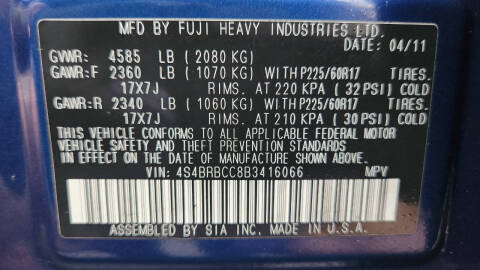 MFD BY FUJI HEAVY INDUSTRIES LTD.
DATE: 04/11
GVWR: 4585 LB (2080 KG)
GAWR:F 2360 LB (1070 KG) WITH P225/60R17 TIRES.
17X7J RIMS. AT 220 KPA (32 PSI) COLD
GAWR:R 2340 LB (1060 KG) WITH P225/60R17 TIRES.
17X7J RIMS. AT 210 KPA (30 PSI) COLD
THIS VEHICLE CONFORMS TO ALL APPLICABLE FEDERAL MOTOR
VEHICLE SAFETY AND THEFT PREVENTION STANDARDS
IN EFFECT ON THE DATE OF MANUFACTURE SHOWN ABOVE.
VIN: 4S4BRBCC8B3416066 MPV
ASSEMBLED BY SIA INC. MADE IN U.S.A.